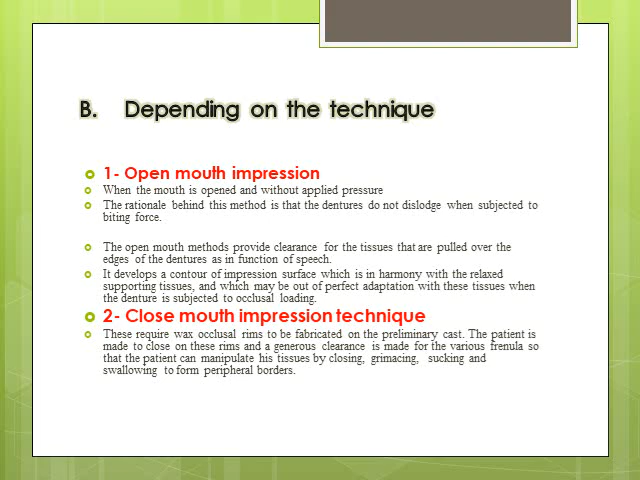 B. Depending on the technique
1- Open mouth impression
When the mouth is opened and without applied pressure
The rationale behind this method is that the dentures do not dislodge when subjected to
biting force.
The open mouth methods provide clearance for the tissues that are pulled over the
edges of the dentures as in function of speech.
It develops a contour of impression surface which is in harmony with the relaxed
supporting tissues, and which may be out of perfect adaptation with these tissues when
the denture is subjected to occlusal loading.
2- Close mouth impression technique
These require wax occlusal rims to be fabricated on the preliminary cast. The patient is
made to close on these rims and a generous clearance is made for the various frenula so
that the patient can manipulate his tissues by closing, grimacing, sucking and
swallowing to form peripheral borders.